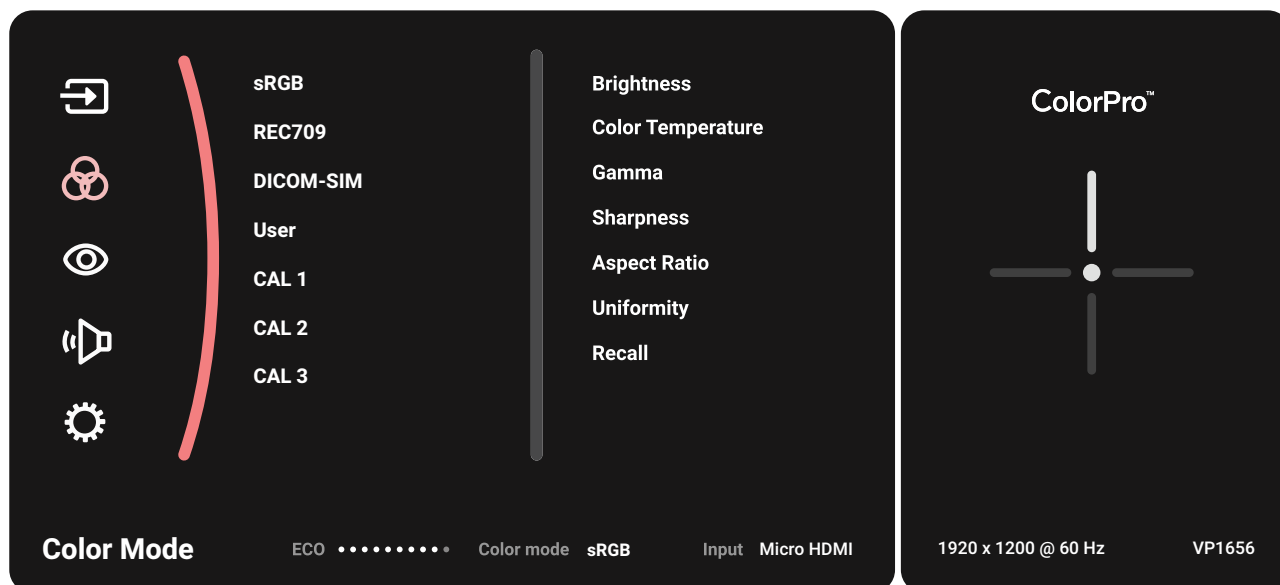 sRGB
REC709
DICOM-SIM
User
CAL 1
CAL 2
CAL 3
Brightness
Color Temperature
Gamma
Sharpness
Aspect Ratio
Uniformity
Recall
Color Mode
ECO
Color mode sRGB
Input Micro HDMI
ColorPro™
1920 x 1200 @ 60 Hz
VP1656